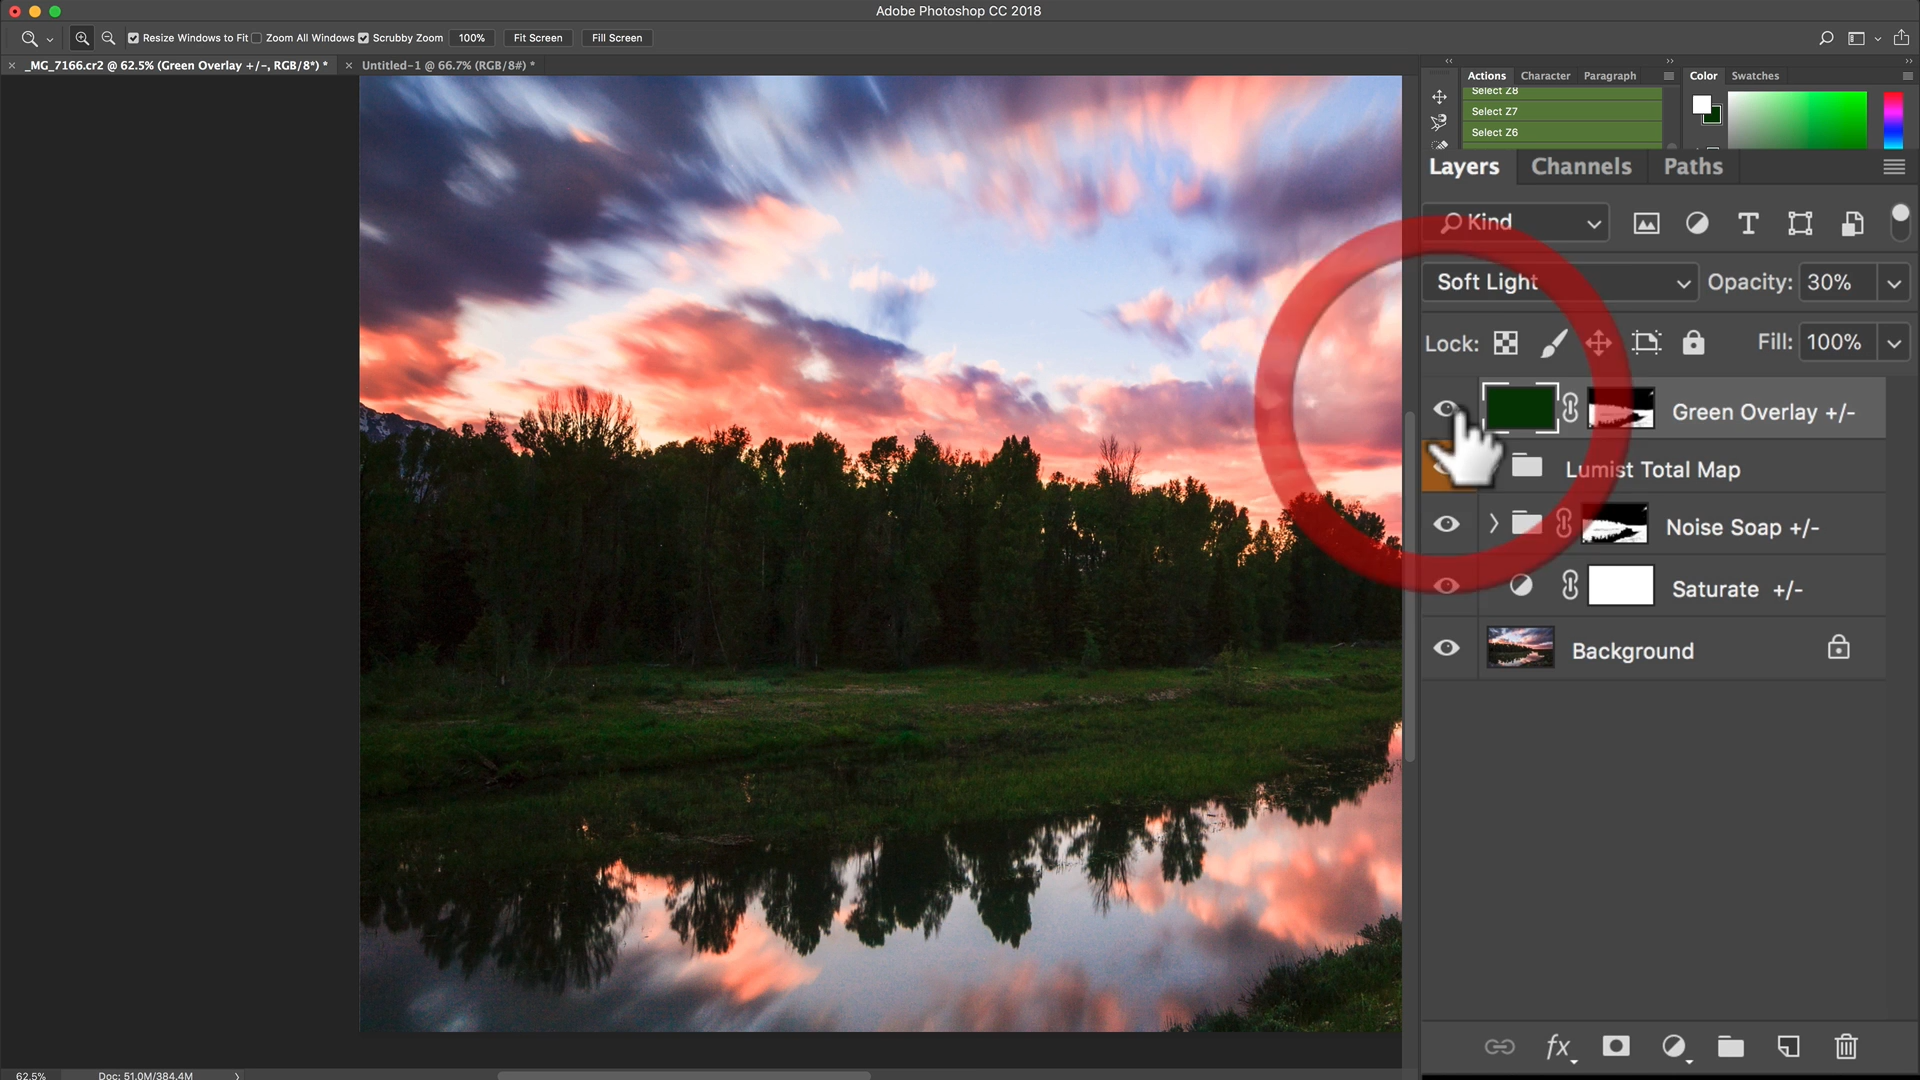 Adobe Photoshop CC 2018
Resize Windows to Fit Zoom All Windows Scrubby Zoom 100% Fit Screen Fill Screen
× _MG_7166.cr2 @ 62.5% (Green Overlay +/-, RGB/8*) * × Untitled-1 @ 66.7% (RGB/8#) *
Actions Character Paragraph
Color Swatches
Select Z8
Select Z7
Select Z6
Layers Channels Paths
Kind
Soft Light Opacity: 30%
Lock: Fill: 100%
Green Overlay +/-
Lumist Total Map
Noise Soap +/-
Saturate +/-
Background
fx
62.5% Doc: 51.0M/384.4M